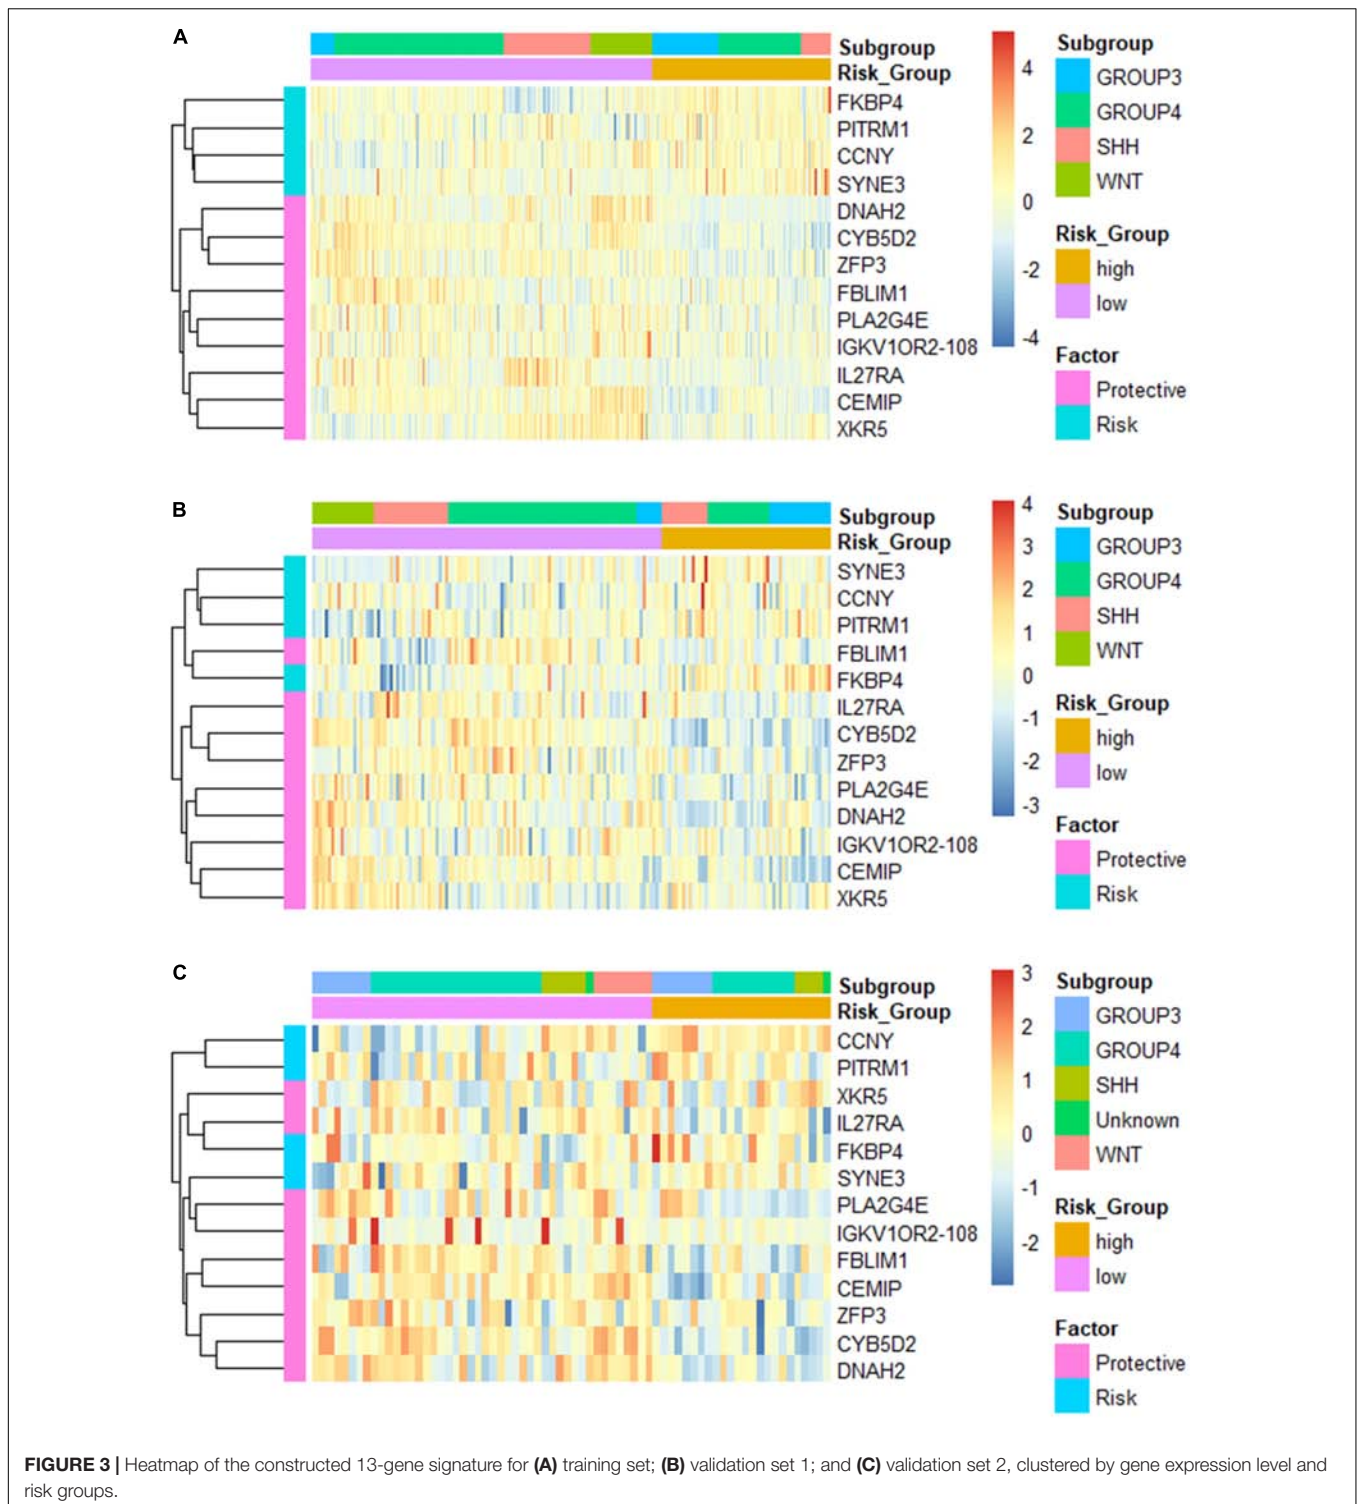 A
Subgroup
Risk_Group
FKBP4
PITRM1
CCNY
SYNE3
DNAH2
CYB5D2
ZFP3
FBLIM1
PLA2G4E
IGKV1OR2-108
IL27RA
CEMIP
XKR5
4
2
0
-2
-4
Subgroup
GROUP3
GROUP4
SHH
WNT
Risk_Group
high
low
Factor
Protective
Risk
B
Subgroup
Risk_Group
SYNE3
CCNY
PITRM1
FBLIM1
FKBP4
IL27RA
CYB5D2
ZFP3
PLA2G4E
DNAH2
IGKV1OR2-108
CEMIP
XKR5
4
3
2
1
0
-1
-2
-3
Subgroup
GROUP3
GROUP4
SHH
WNT
Risk_Group
high
low
Factor
Protective
Risk
C
Subgroup
Risk_Group
CCNY
PITRM1
XKR5
IL27RA
FKBP4
SYNE3
PLA2G4E
IGKV1OR2-108
FBLIM1
CEMIP
ZFP3
CYB5D2
DNAH2
3
2
1
0
-1
-2
Subgroup
GROUP3
GROUP4
SHH
Unknown
WNT
Risk_Group
high
low
Factor
Protective
Risk
FIGURE 3 | Heatmap of the constructed 13-gene signature for (A) training set; (B) validation set 1; and (C) validation set 2, clustered by gene expression level and
risk groups.